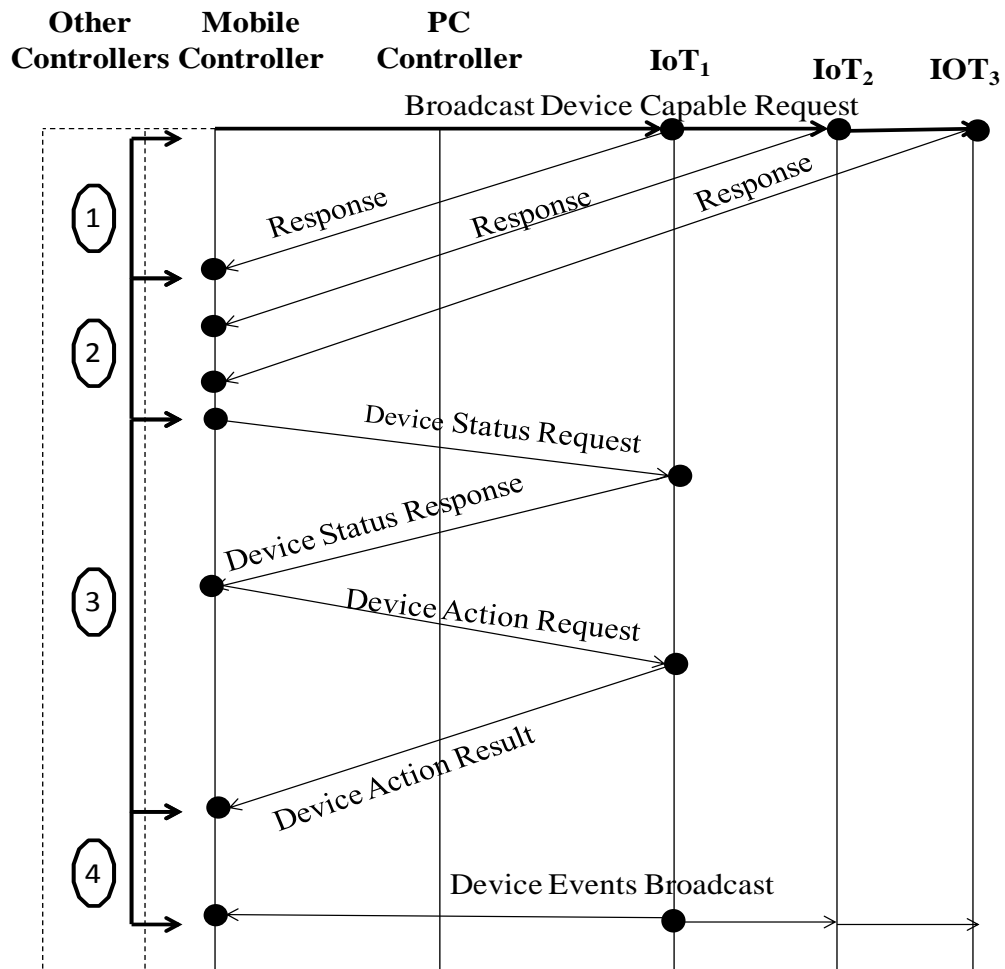 Other
Controllers
Mobile
Controller
PC
Controller
IoT₁
IoT₂
IOT₃
Broadcast Device Capable Request
Response
Response
Response
1
2
Device Status Request
Device Status Response
3
Device Action Request
Device Action Result
4
Device Events Broadcast